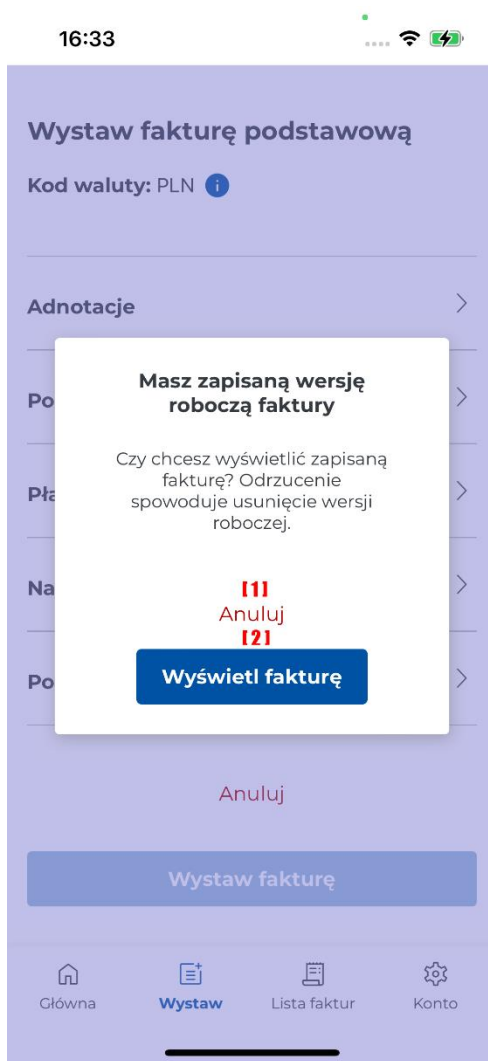 16:33
Wystaw fakturę podstawową
Kod waluty: PLN i
Adnotacje
Masz zapisaną wersję
roboczą faktury
Po
Czy chcesz wyświetlić zapisaną
fakturę? Odrzucenie
spowoduje usunięcie wersji
roboczej.
Pła
Na
[1]
Anuluj
[2]
Wyświetl fakturę
Po
Anuluj
Wystaw fakturę
Główna
Wystaw
Lista faktur
Konto